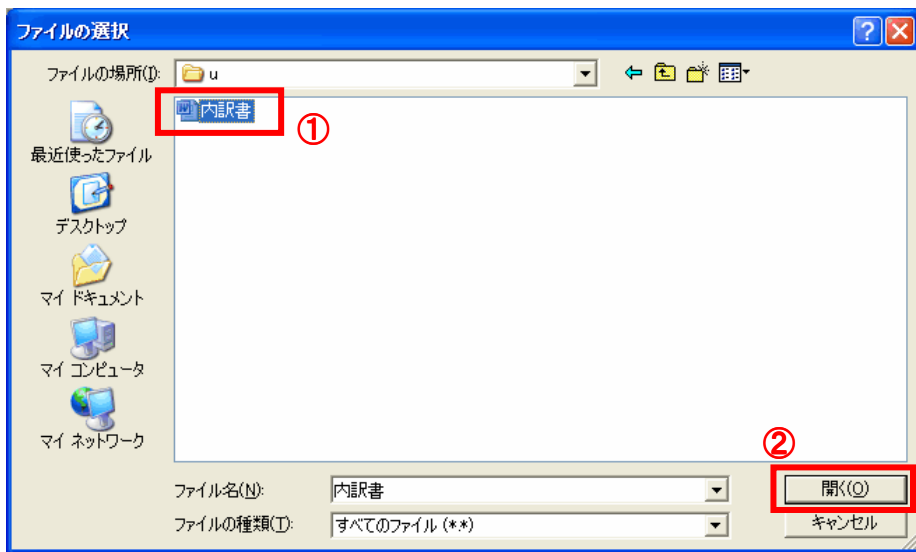 ファイルの選択
ファイルの場所(I):
u
内訳書
①
最近使ったファイル
デスクトップ
マイ ドキュメント
マイ コンピュータ
マイ ネットワーク
②
ファイル名(N):
内訳書
開く(O)
ファイルの種類(T):
すべてのファイル (*.*)
キャンセル